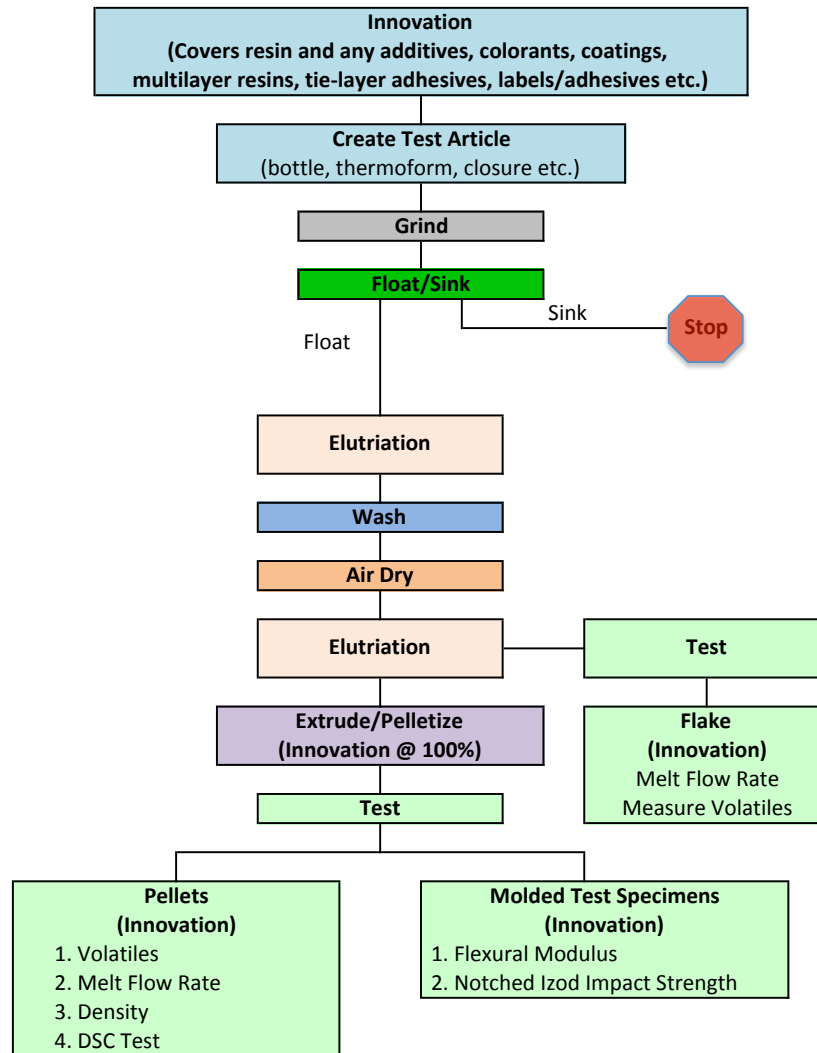 Innovation
(Covers resin and any additives, colorants, coatings,
multilayer resins, tie-layer adhesives, labels/adhesives etc.)
Create Test Article
(bottle, thermoform, closure etc.)
Grind
Float/Sink
Sink
Stop
Float
Elutriation
Wash
Air Dry
Elutriation
Test
Extrude/Pelletize
(Innovation @ 100%)
Flake
(Innovation)
Melt Flow Rate
Measure Volatiles
Test
Pellets
(Innovation)
1. Volatiles
2. Melt Flow Rate
3. Density
4. DSC Test
Molded Test Specimens
(Innovation)
1. Flexural Modulus
2. Notched Izod Impact Strength